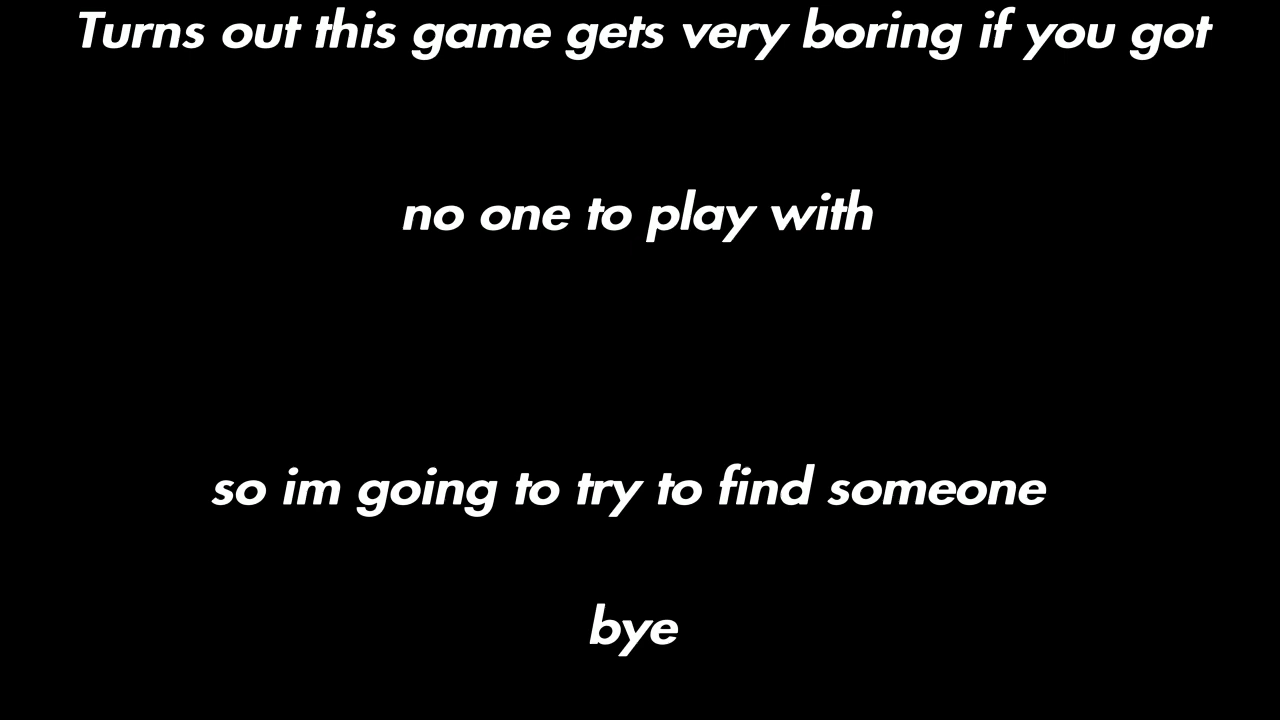 Turns out this game gets very boring if you got
no one to play with
so im going to try to find someone
bye